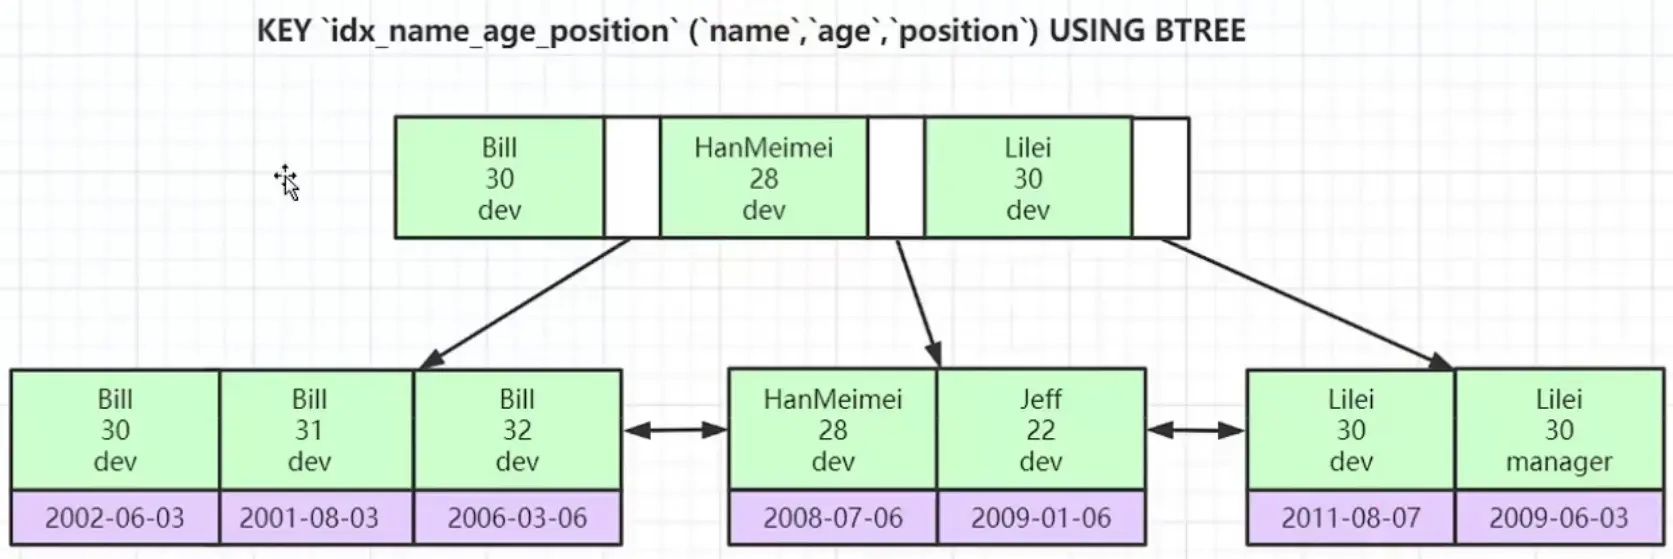 KEY `idx_name_age_position` (`name`,`age`,`position`) USING BTREE
Bill
30
dev
HanMeimei
28
dev
Lilei
30
dev
Bill
30
dev
2002-06-03
Bill
31
dev
2001-08-03
Bill
32
dev
2006-03-06
HanMeimei
28
dev
2008-07-06
Jeff
22
dev
2009-01-06
Lilei
30
dev
2011-08-07
Lilei
30
manager
2009-06-03